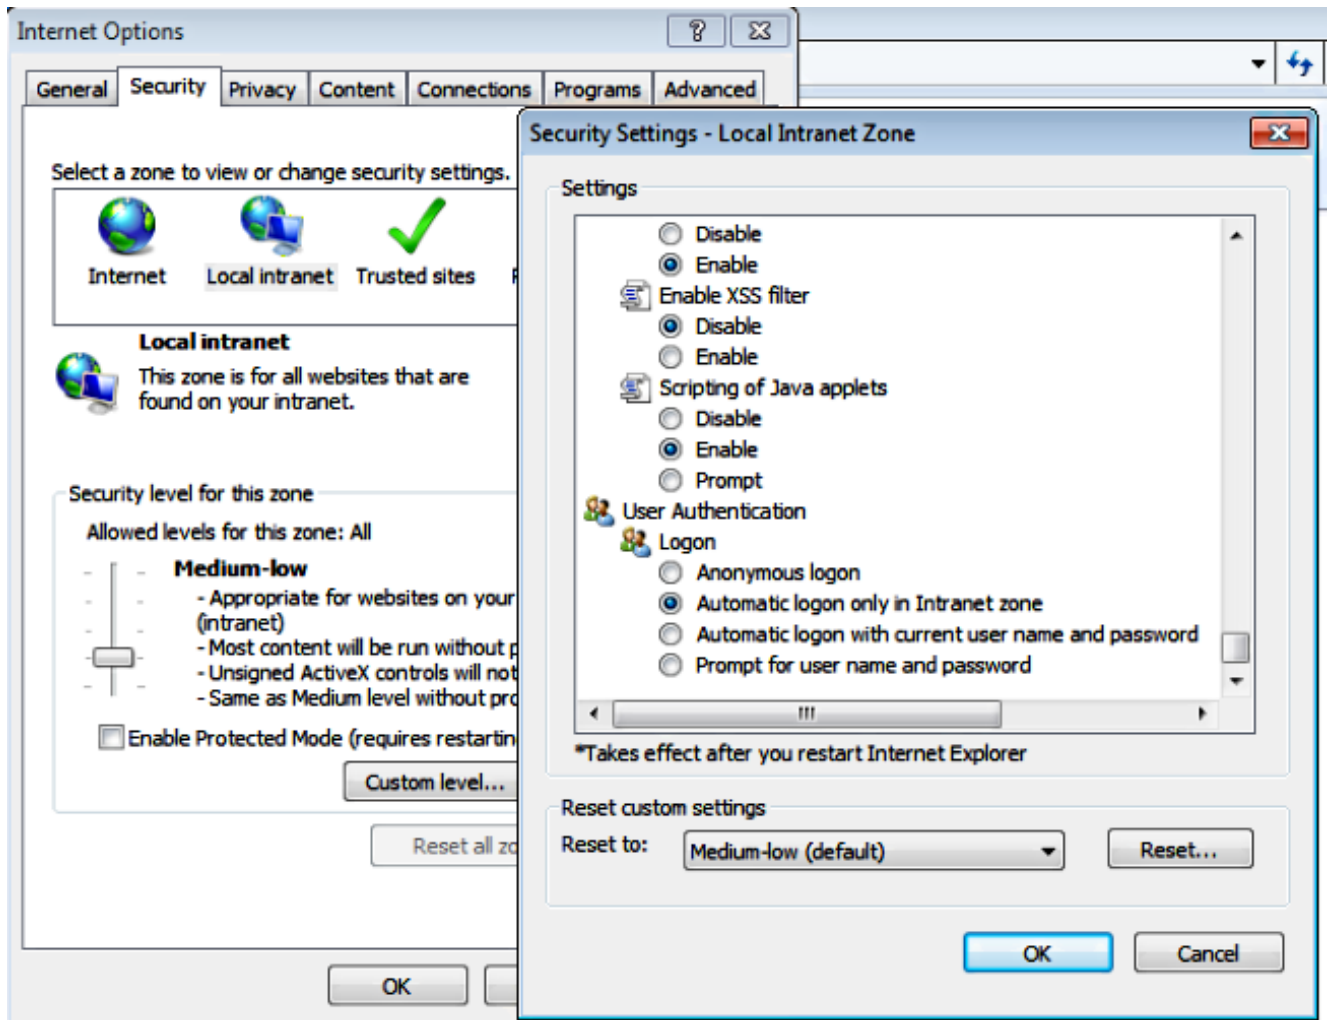 Internet Options
General Security Privacy Content Connections Programs Advanced
Select a zone to view or change security settings.
Internet Local intranet Trusted sites
Local intranet
This zone is for all websites that are
found on your intranet.
Security level for this zone
Allowed levels for this zone: All
Medium-low
- Appropriate for websites on your
(intranet)
- Most content will be run without
- Unsigned ActiveX controls will not
- Same as Medium level without
Enable Protected Mode (requires
Custom level...
Reset all
OK
Security Settings - Local Intranet Zone
Settings
Disable
Enable
Enable XSS filter
Disable
Enable
Scripting of Java applets
Disable
Enable
Prompt
User Authentication
Logon
Anonymous logon
Automatic logon only in Intranet zone
Automatic logon with current user name and password
Prompt for user name and password
*Takes effect after you restart Internet Explorer
Reset custom settings
Reset to: Medium-low (default) Reset...
OK Cancel